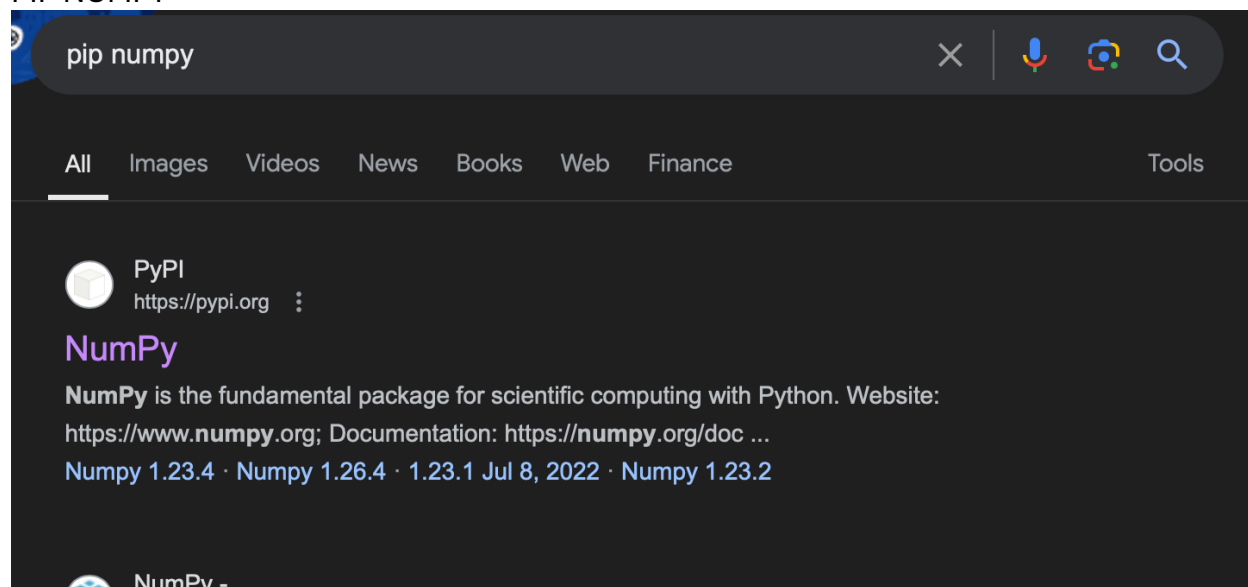 pip numpy
All Images Videos News Books Web Finance Tools
PyPI
https://pypi.org
NumPy
NumPy is the fundamental package for scientific computing with Python. Website:
https://www.numpy.org; Documentation: https://numpy.org/doc ...
Numpy 1.23.4 · Numpy 1.26.4 · 1.23.1 Jul 8, 2022 · Numpy 1.23.2
NumPy -